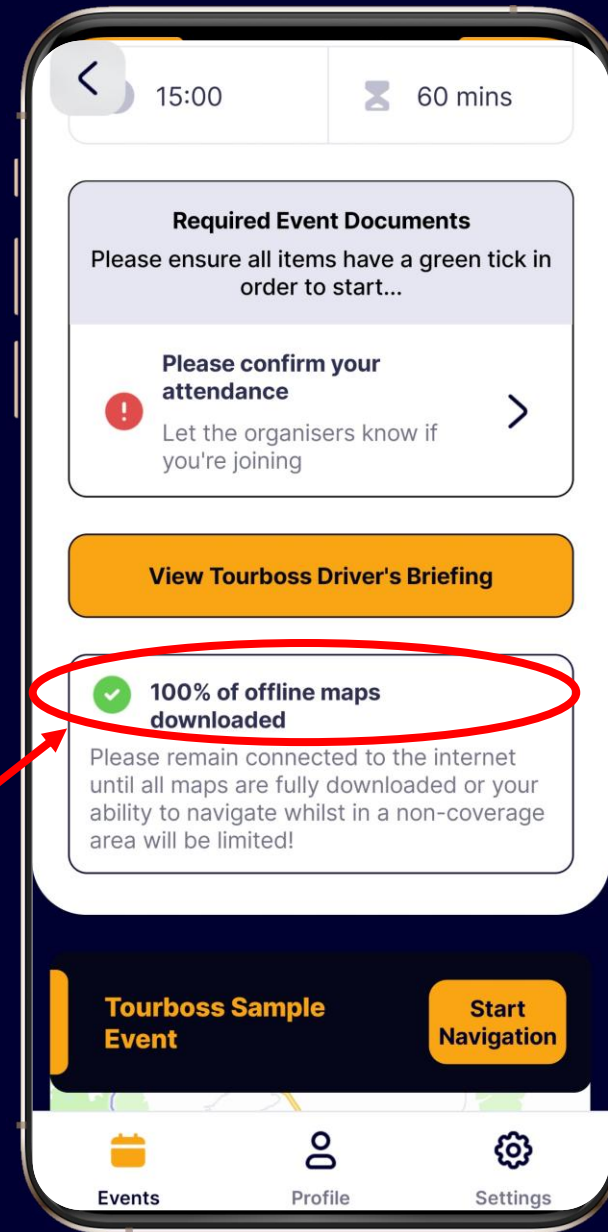 15:00
60 mins
Required Event Documents
Please ensure all items have a green tick in
order to start...
Please confirm your
attendance
Let the organisers know if
you're joining
View Tourboss Driver's Briefing
100% of offline maps
downloaded
Please remain connected to the internet
until all maps are fully downloaded or your
ability to navigate whilst in a non-coverage
area will be limited!
Tourboss Sample
Event
Start
Navigation
Events
Profile
Settings